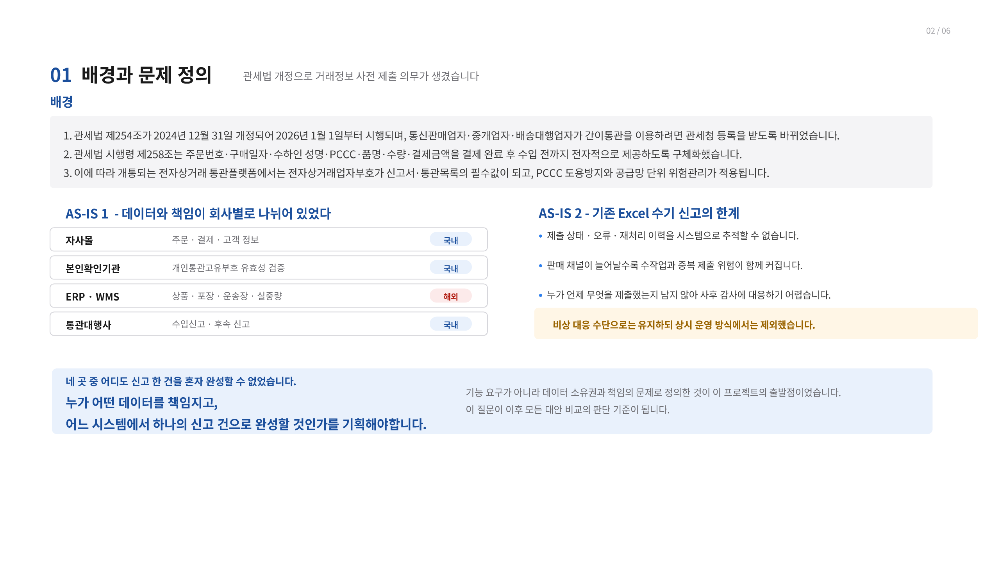 02 / 06
01 배경과 문제 정의 관세법 개정으로 거래정보 사전 제출 의무가 생겼습니다
배경
1. 관세법 제254조가 2024년 12월 31일 개정되어 2026년 1월 1일부터 시행되며, 통신판매업자·중개업자·배송대행업자가 간이통관을 이용하려면 관세청 등록을 받도록 바뀌었습니다.
2. 관세법 시행령 제258조는 주문번호·구매일자·수하인 성명·PCCC·품명·수량·결제금액을 결제 완료 후 수입 전까지 전자적으로 제공하도록 구체화했습니다.
3. 이에 따라 개통되는 전자상거래 통관플랫폼에서는 전자상거래업자부호가 신고서·통관목록의 필수값이 되고, PCCC 도용방지와 공급망 단위 위험관리가 적용됩니다.
AS-IS 1 - 데이터와 책임이 회사별로 나뉘어 있었다
자사몰 주문 · 결제 · 고객 정보 국내
본인확인기관 개인통관고유부호 유효성 검증 국내
ERP · WMS 상품 · 포장 · 운송장 · 실중량 해외
통관대행사 수입신고 · 후속 신고 국내
AS-IS 2 - 기존 Excel 수기 신고의 한계
• 제출 상태 · 오류 · 재처리 이력을 시스템으로 추적할 수 없습니다.
• 판매 채널이 늘어날수록 수작업과 중복 제출 위험이 함께 커집니다.
• 누가 언제 무엇을 제출했는지 남지 않아 사후 감사에 대응하기 어렵습니다.
비상 대응 수단으로는 유지하되 상시 운영 방식에서는 제외했습니다.
네 곳 중 어디도 신고 한 건을 혼자 완성할 수 없었습니다.
누가 어떤 데이터를 책임지고,
어느 시스템에서 하나의 신고 건으로 완성할 것인가를 기획해야합니다.
기능 요구가 아니라 데이터 소유권과 책임의 문제로 정의한 것이 이 프로젝트의 출발점이었습니다.
이 질문이 이후 모든 대안 비교의 판단 기준이 됩니다.